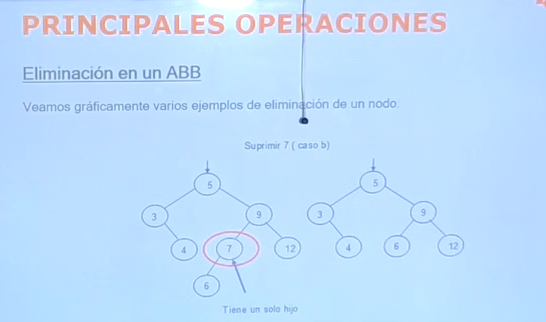 PRINCIPALES OPERACIONES
Eliminación en un ABB
Veamos gráficamente varios ejemplos de eliminación de un nodo.
Suprimir 7 ( caso b)
5
5
3
9
3
9
4
7
12
4
6
12
6
Tiene un solo hijo